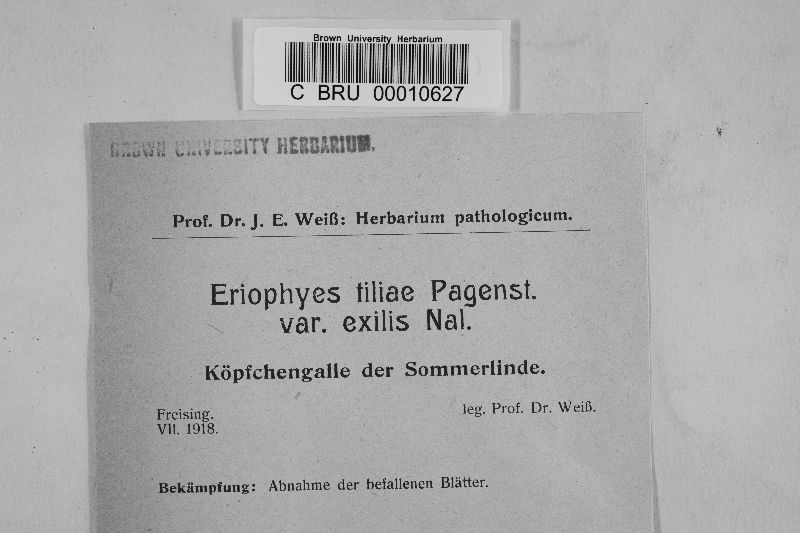 Brown University Herbarium
C BRU 00010627
BROWN UNIVERSITY HERBARIUM.
Prof. Dr. J. E. Weiß: Herbarium pathologicum.
Eriophyes tiliae Pagenst.
var. exilis Nal.
Köpfchengalle der Sommerlinde.
Freising. leg. Prof. Dr. Weiß.
VII. 1918.
Bekämpfung: Abnahme der befallenen Blätter.